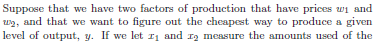 Suppose that we have two factors of production that have prices w₁ and
w₂, and that we want to figure out the cheapest way to produce a given
level of output, y. If we let x₁ and x₂ measure the amounts used of the